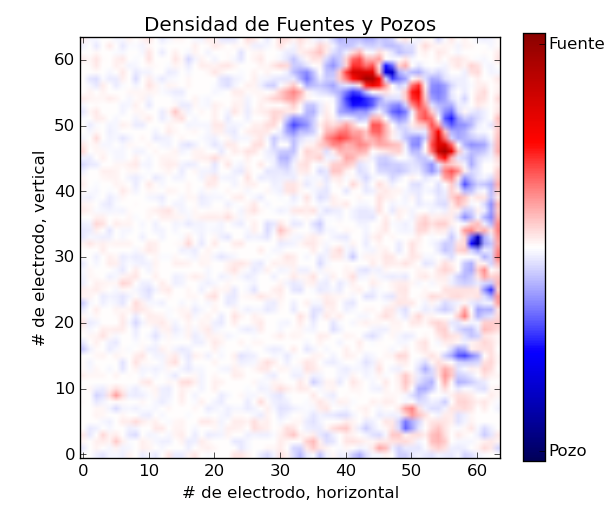 Densidad de Fuentes y Pozos
Fuente
Pozo
60
50
40
30
20
10
0
# de electrodo, vertical
0 10 20 30 40 50 60
# de electrodo, horizontal